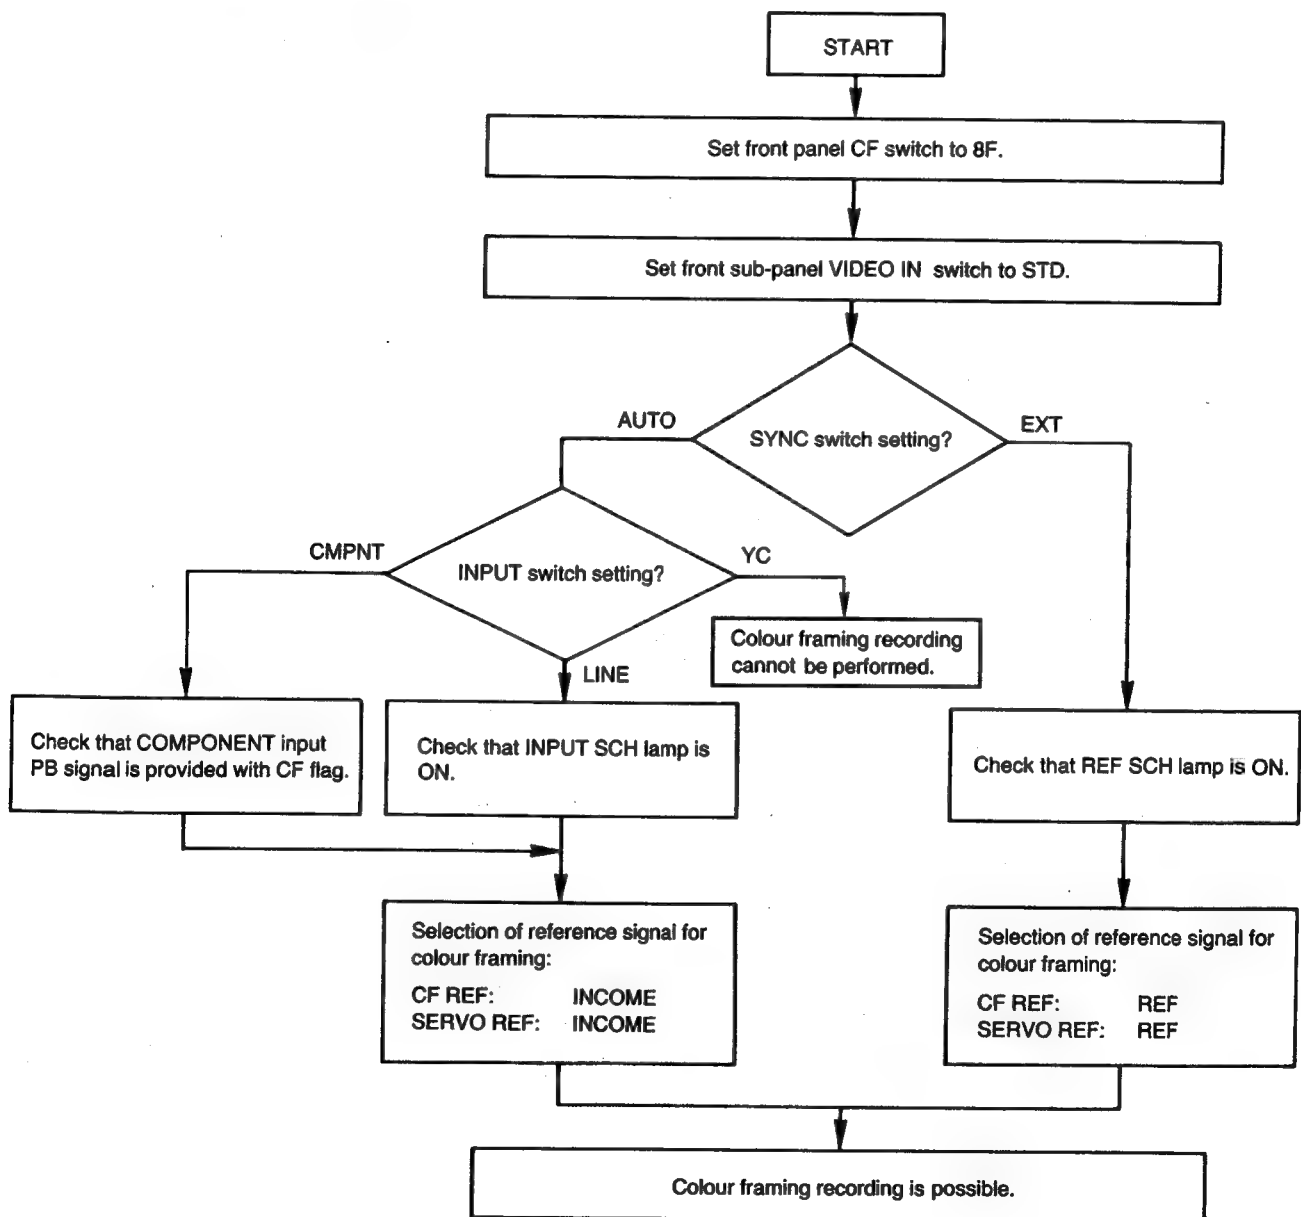 START
Set front panel CF switch to 8F.
Set front sub-panel VIDEO IN switch to STD.
AUTO
SYNC switch setting?
EXT
CMPNT
INPUT switch setting?
YC
Colour framing recording
cannot be performed.
LINE
Check that COMPONENT input
PB signal is provided with CF flag.
Check that INPUT SCH lamp is
ON.
Check that REF SCH lamp is ON.
Selection of reference signal for
colour framing:
CF REF: INCOME
SERVO REF: INCOME
Selection of reference signal for
colour framing:
CF REF: REF
SERVO REF: REF
Colour framing recording is possible.